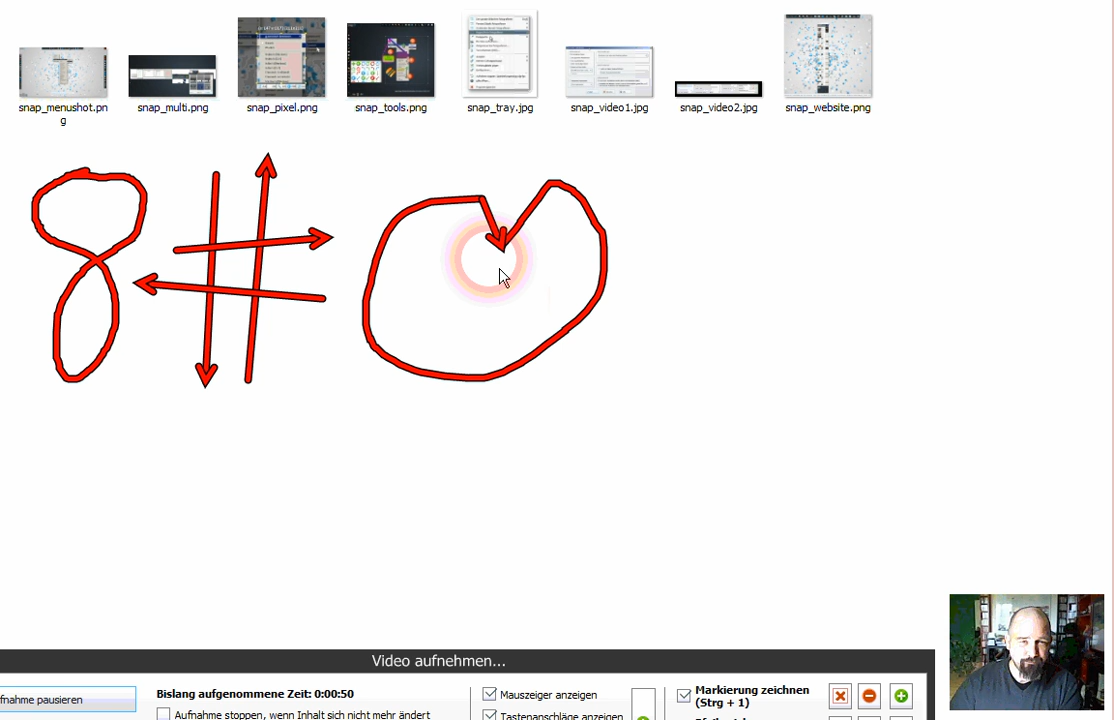 snap_menushot.pn
g
snap_multi.png
snap_pixel.png
snap_tools.png
snap_tray.jpg
snap_video1.jpg
snap_video2.jpg
snap_website.png
8
Video aufnehmen...
fnahme pausieren
Bislang aufgenommene Zeit: 0:00:50
Aufnahme stoppen, wenn Inhalt sich nicht mehr ändert
Mauszeiger anzeigen
Tastenanschläge anzeigen
Markierung zeichnen
(Strg + 1)